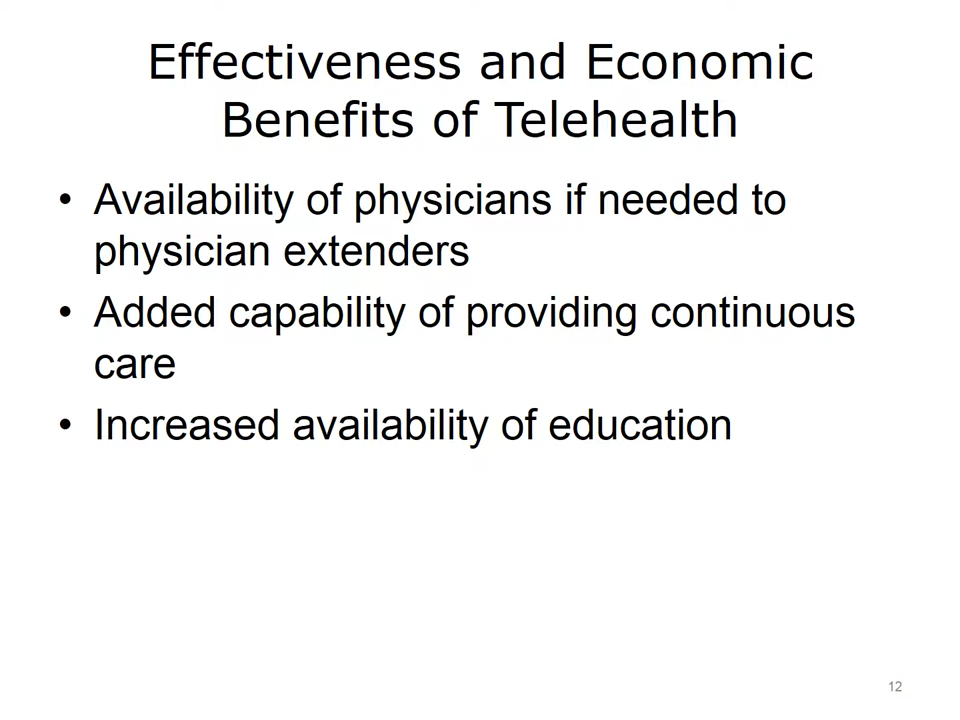 Effectiveness and Economic
Benefits of Telehealth
• Availability of physicians if needed to
physician extenders
• Added capability of providing continuous
care
• Increased availability of education
12